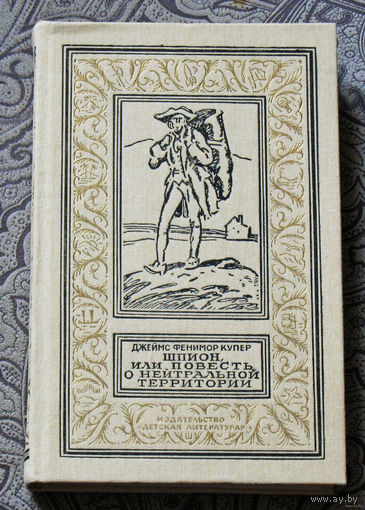 ДЖЕЙМС ФЕНИМОР КУПЕР
ШПИОН,
ИЛИ ПОВЕСТЬ
О НЕЙТРАЛЬНОЙ
ТЕРРИТОРИИ
ИЗДАТЕЛЬСТВО
«ДЕТСКАЯ ЛИТЕРАТУРА»
© www.ay.by